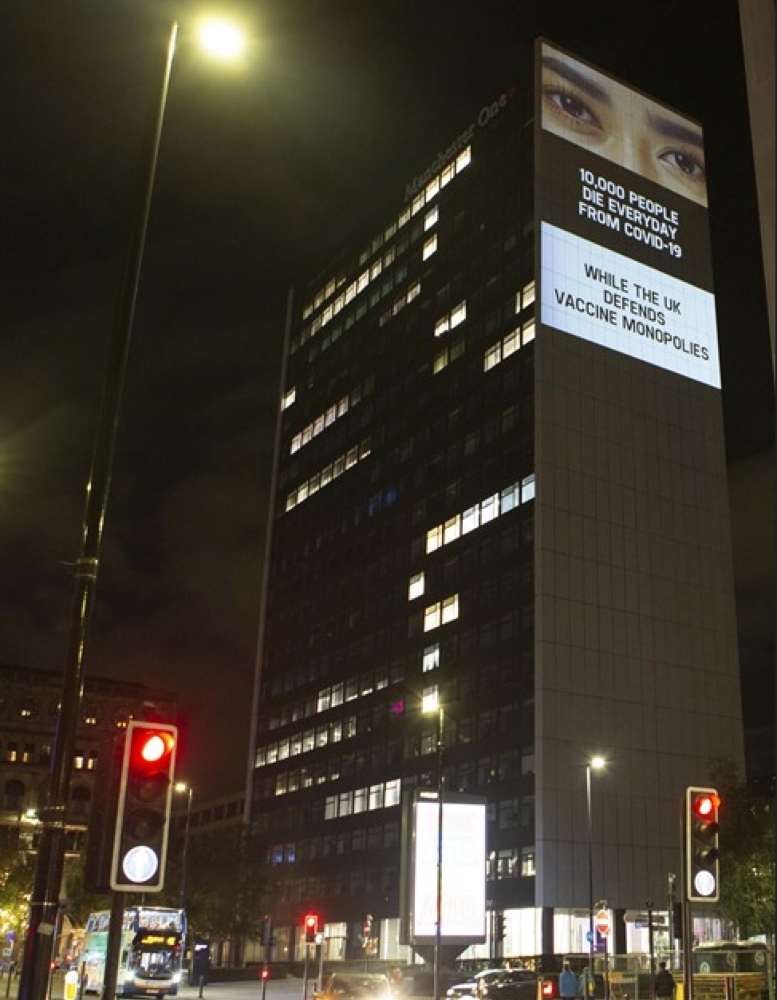 Manchester One
10,000 PEOPLE
DIE EVERYDAY
FROM COVID-19
WHILE THE UK
DEFENDS
VACCINE MONOPOLIES